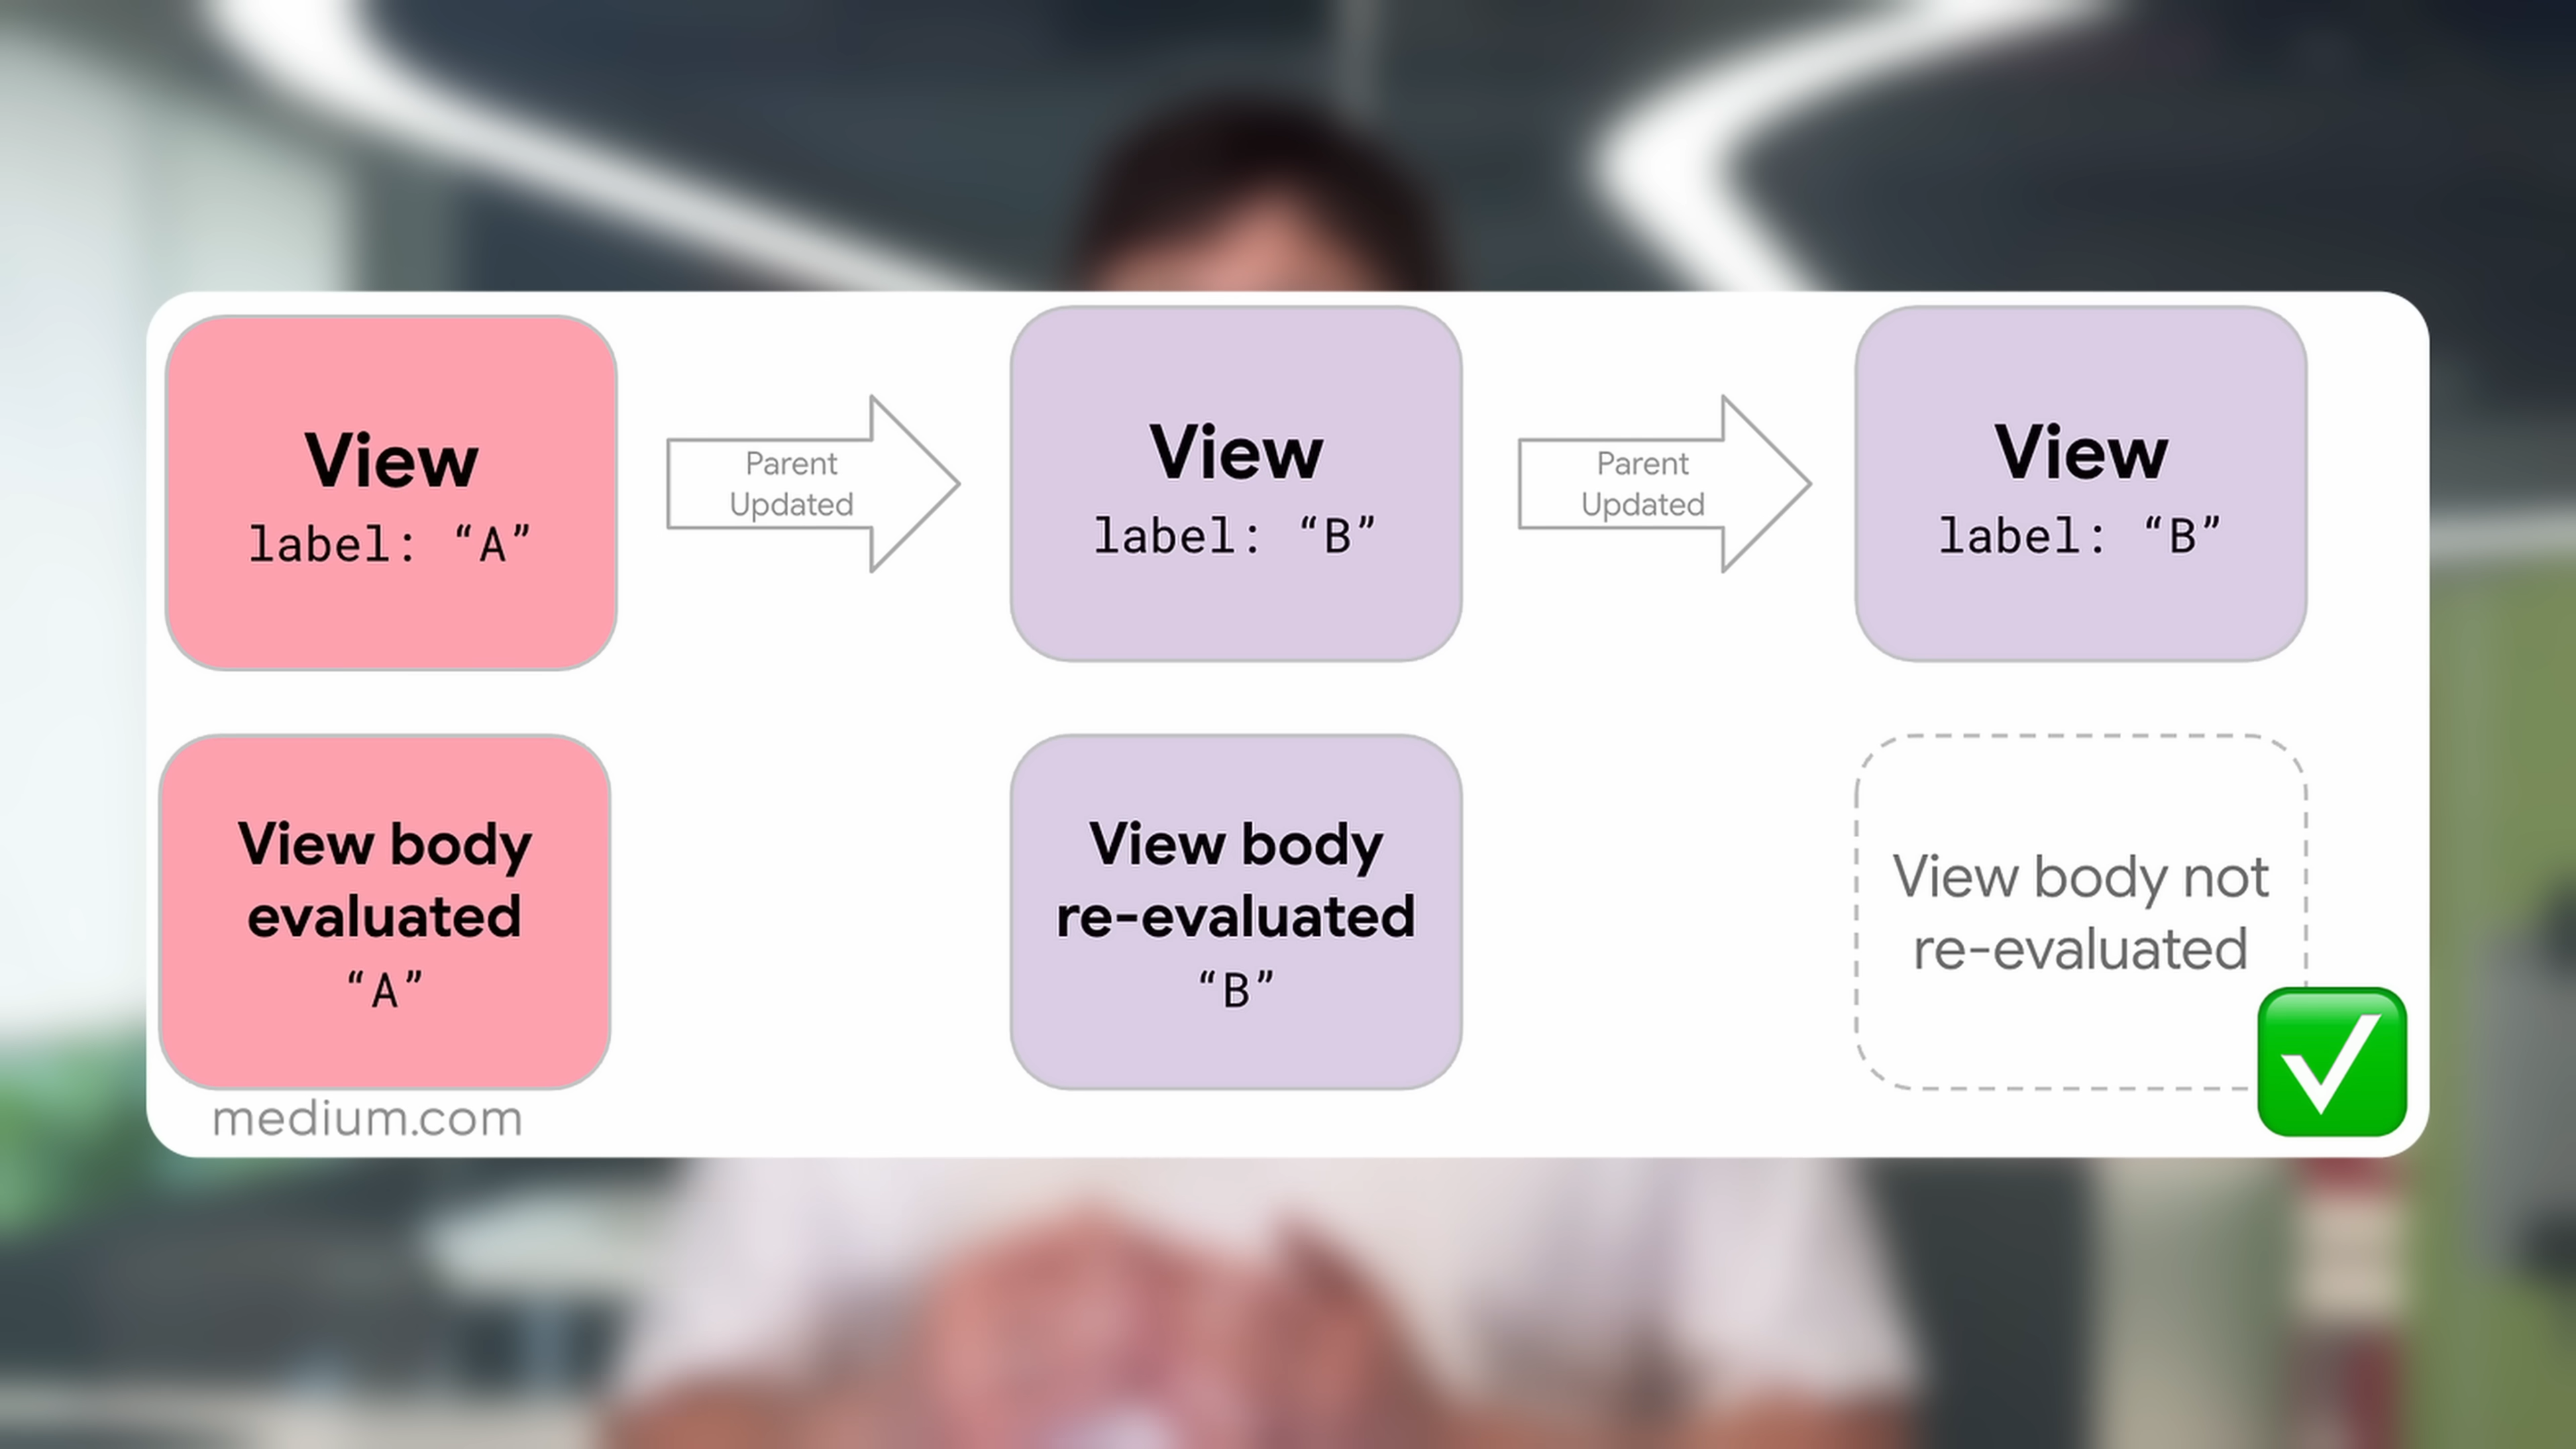 View
label: “A”
Parent
Updated
View
label: “B”
Parent
Updated
View
label: “B”
View body
evaluated
“A”
View body
re-evaluated
“B”
View body not
re-evaluated
medium.com